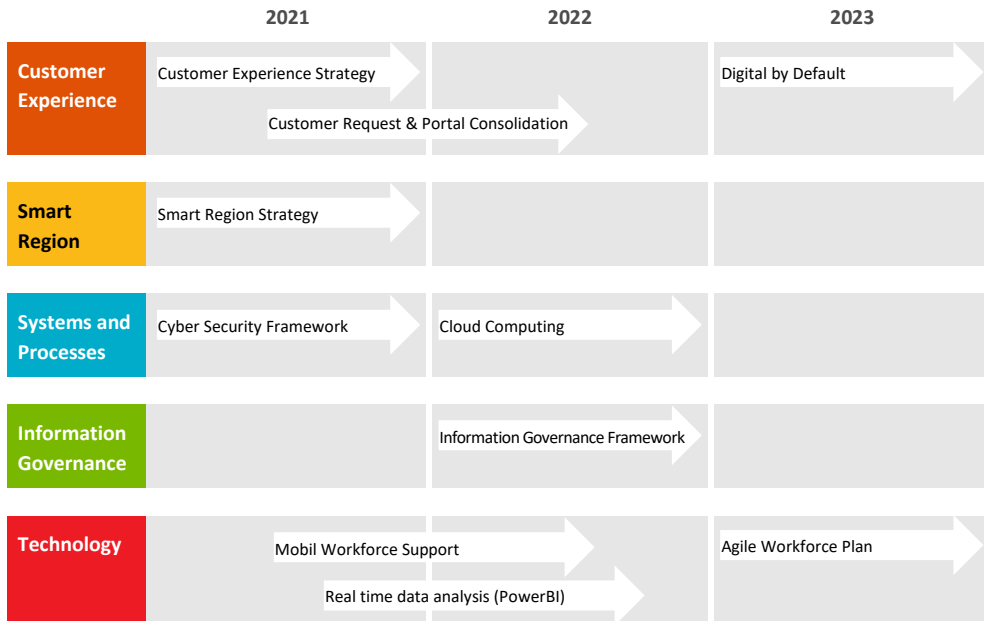 2021 2022 2023
Customer
Experience
Customer Experience Strategy
Digital by Default
Customer Request & Portal Consolidation
Smart
Region
Smart Region Strategy
Systems and
Processes
Cyber Security Framework
Cloud Computing
Information
Governance
Information Governance Framework
Technology
Mobil Workforce Support
Agile Workforce Plan
Real time data analysis (PowerBI)